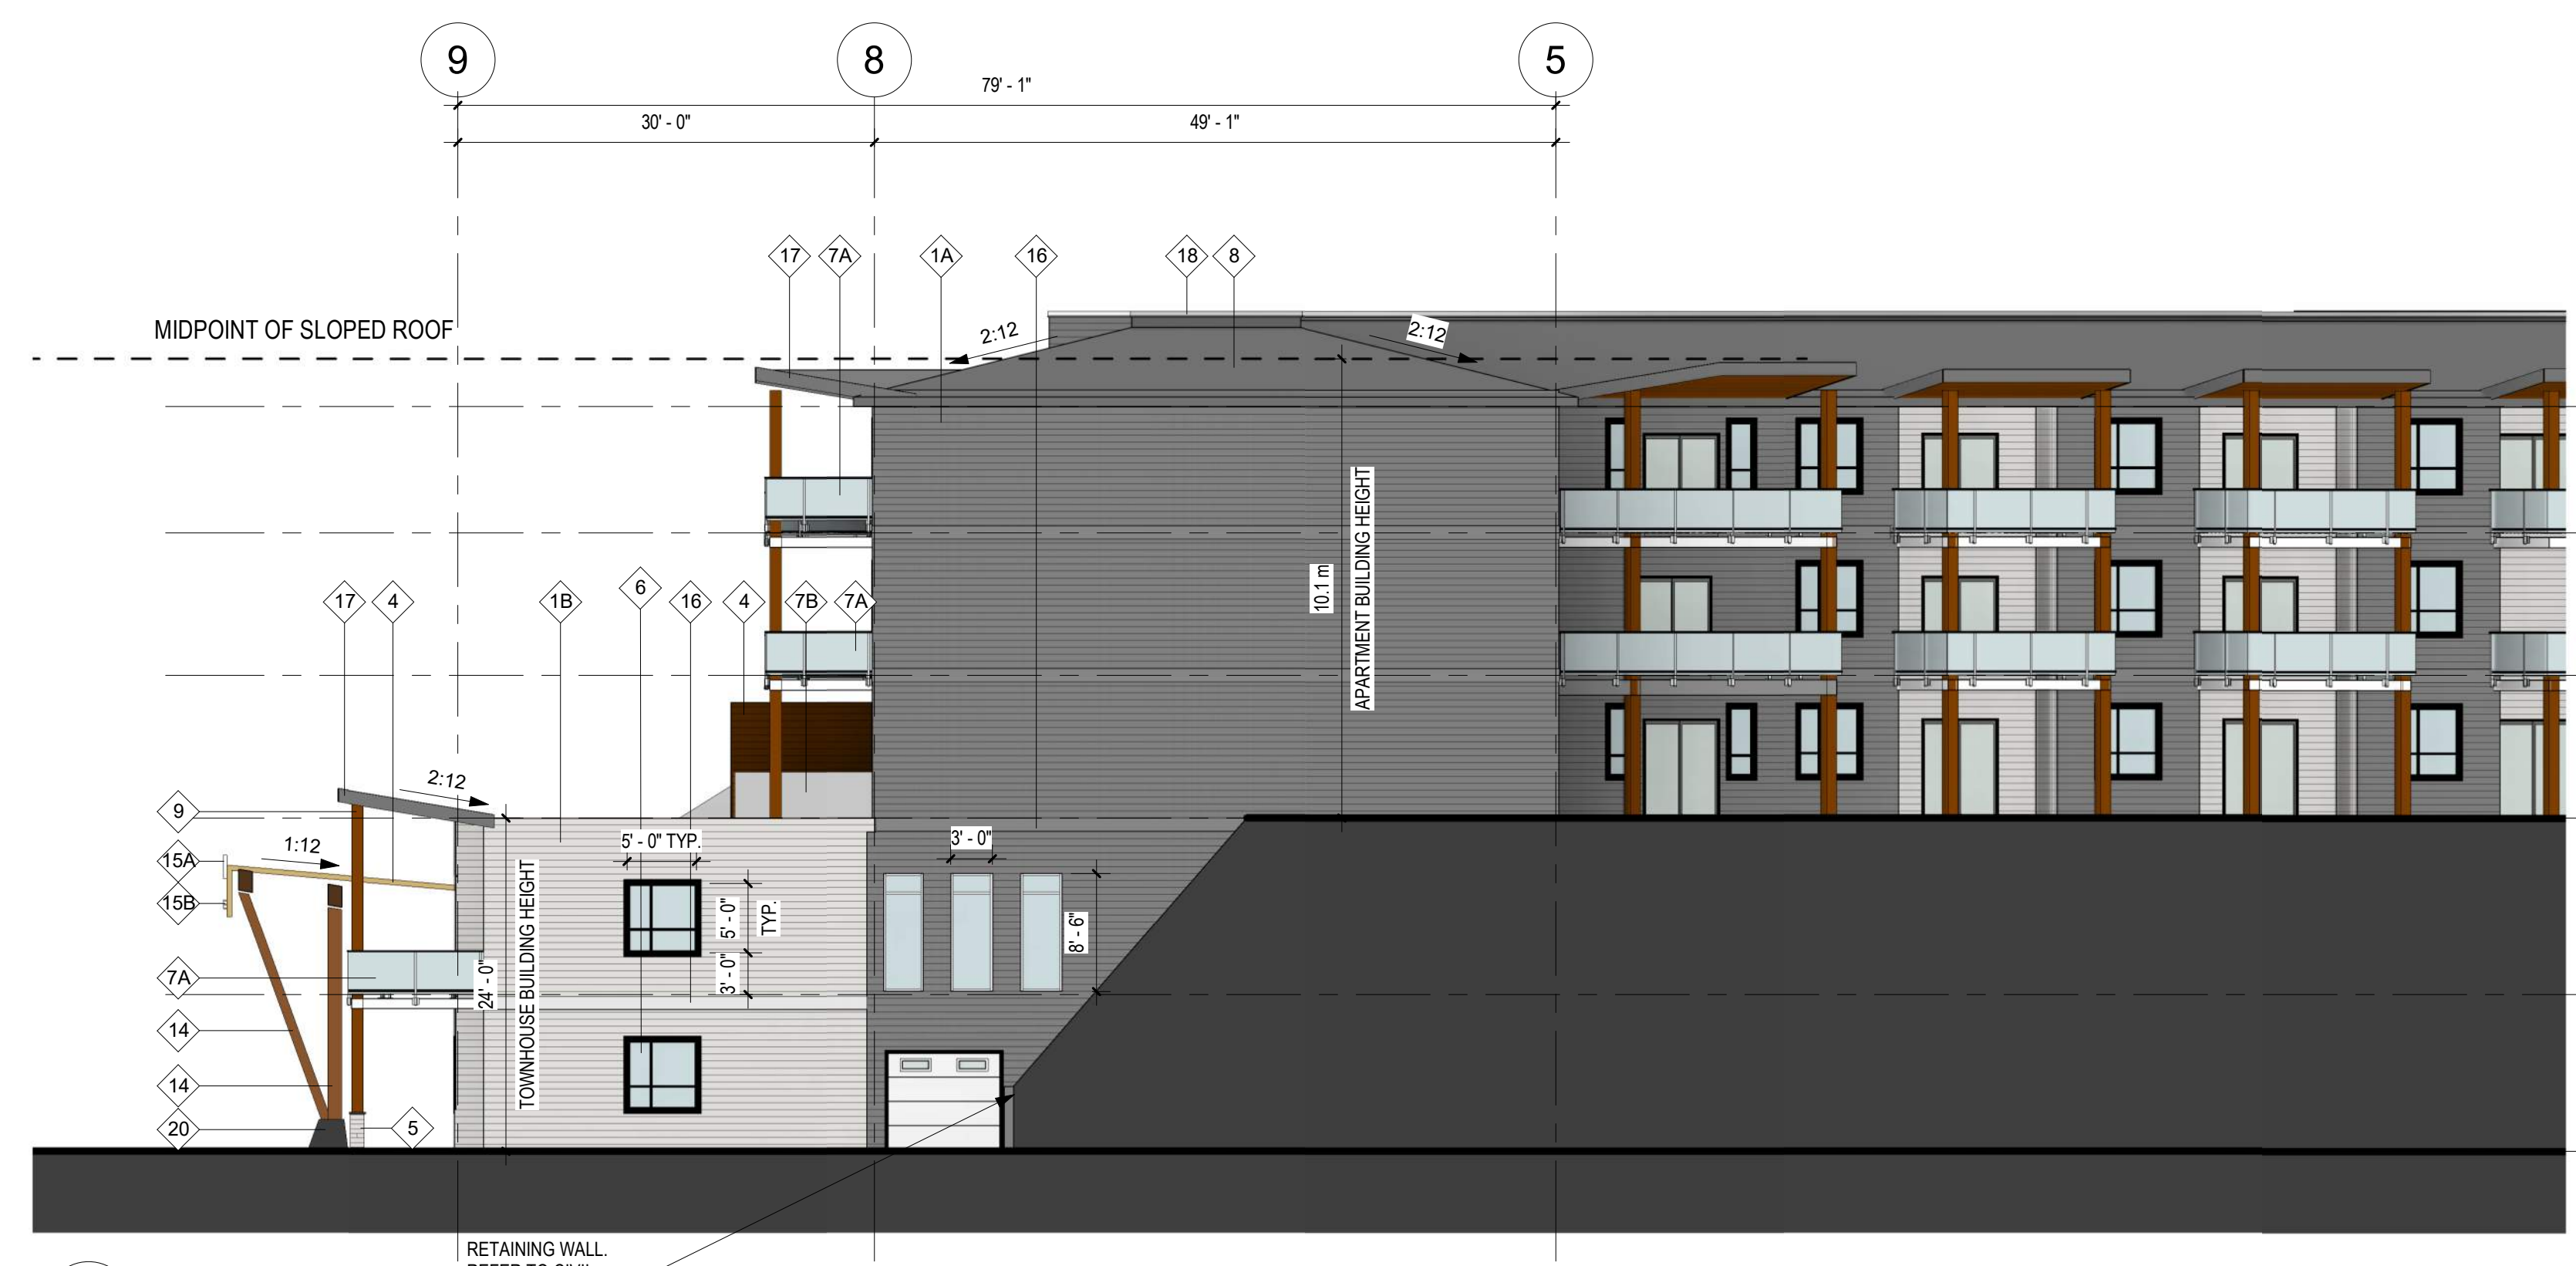 9
8
5
79' - 1"
30' - 0"
49' - 1"
17
7A
1A
16
18
8
MIDPOINT OF SLOPED ROOF
2:12
2:12
10.1 m
APARTMENT BUILDING HEIGHT
17
4
1B
6
16
4
7B
7A
2:12
9
1:12
15A
15B
7A
14
14
20
5
24' - 0"
TOWNHOUSE BUILDING HEIGHT
5' - 0" TYP.
5' - 0"
TYP.
3' - 0"
3' - 0"
8' - 6"
RETAINING WALL.
REFER TO CIVIL